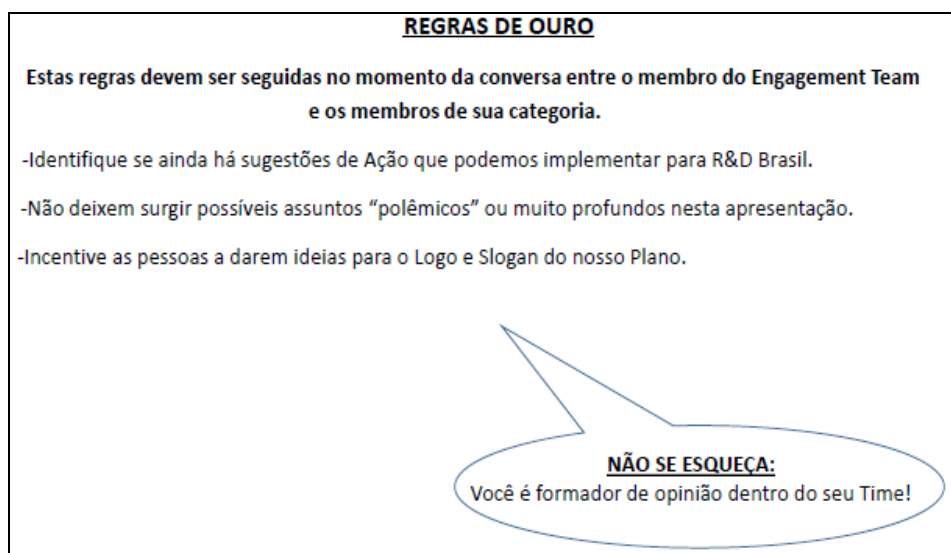 REGRAS DE OURO
Estas regras devem ser seguidas no momento da conversa entre o membro do Engagement Team
e os membros de sua categoria.
-Identifique se ainda há sugestões de Ação que podemos implementar para R&D Brasil.
-Não deixem surgir possíveis assuntos “polêmicos” ou muito profundos nesta apresentação.
-Incentive as pessoas a darem ideias para o Logo e Slogan do nosso Plano.
NÃO SE ESQUEÇA:
Você é formador de opinião dentro do seu Time!